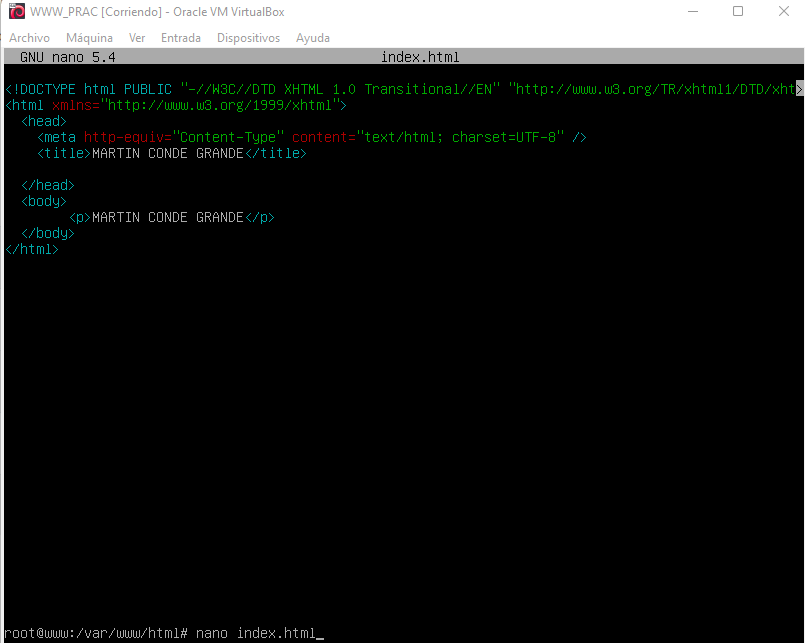 WWW_PRAC [Corriendo] - Oracle VM VirtualBox
Archivo Máquina Ver Entrada Dispositivos Ayuda
GNU nano 5.4 index.html
<!DOCTYPE html PUBLIC "-//W3C//DTD XHTML 1.0 Transitional//EN" "http://www.w3.org/TR/xhtml1/DTD/xht>
<html xmlns="http://www.w3.org/1999/xhtml">
<head>
<meta http-equiv="Content-Type" content="text/html; charset=UTF-8" />
<title>MARTIN CONDE GRANDE</title>
</head>
<body>
<p>MARTIN CONDE GRANDE</p>
</body>
</html>
root@www:/var/www/html# nano index.html_